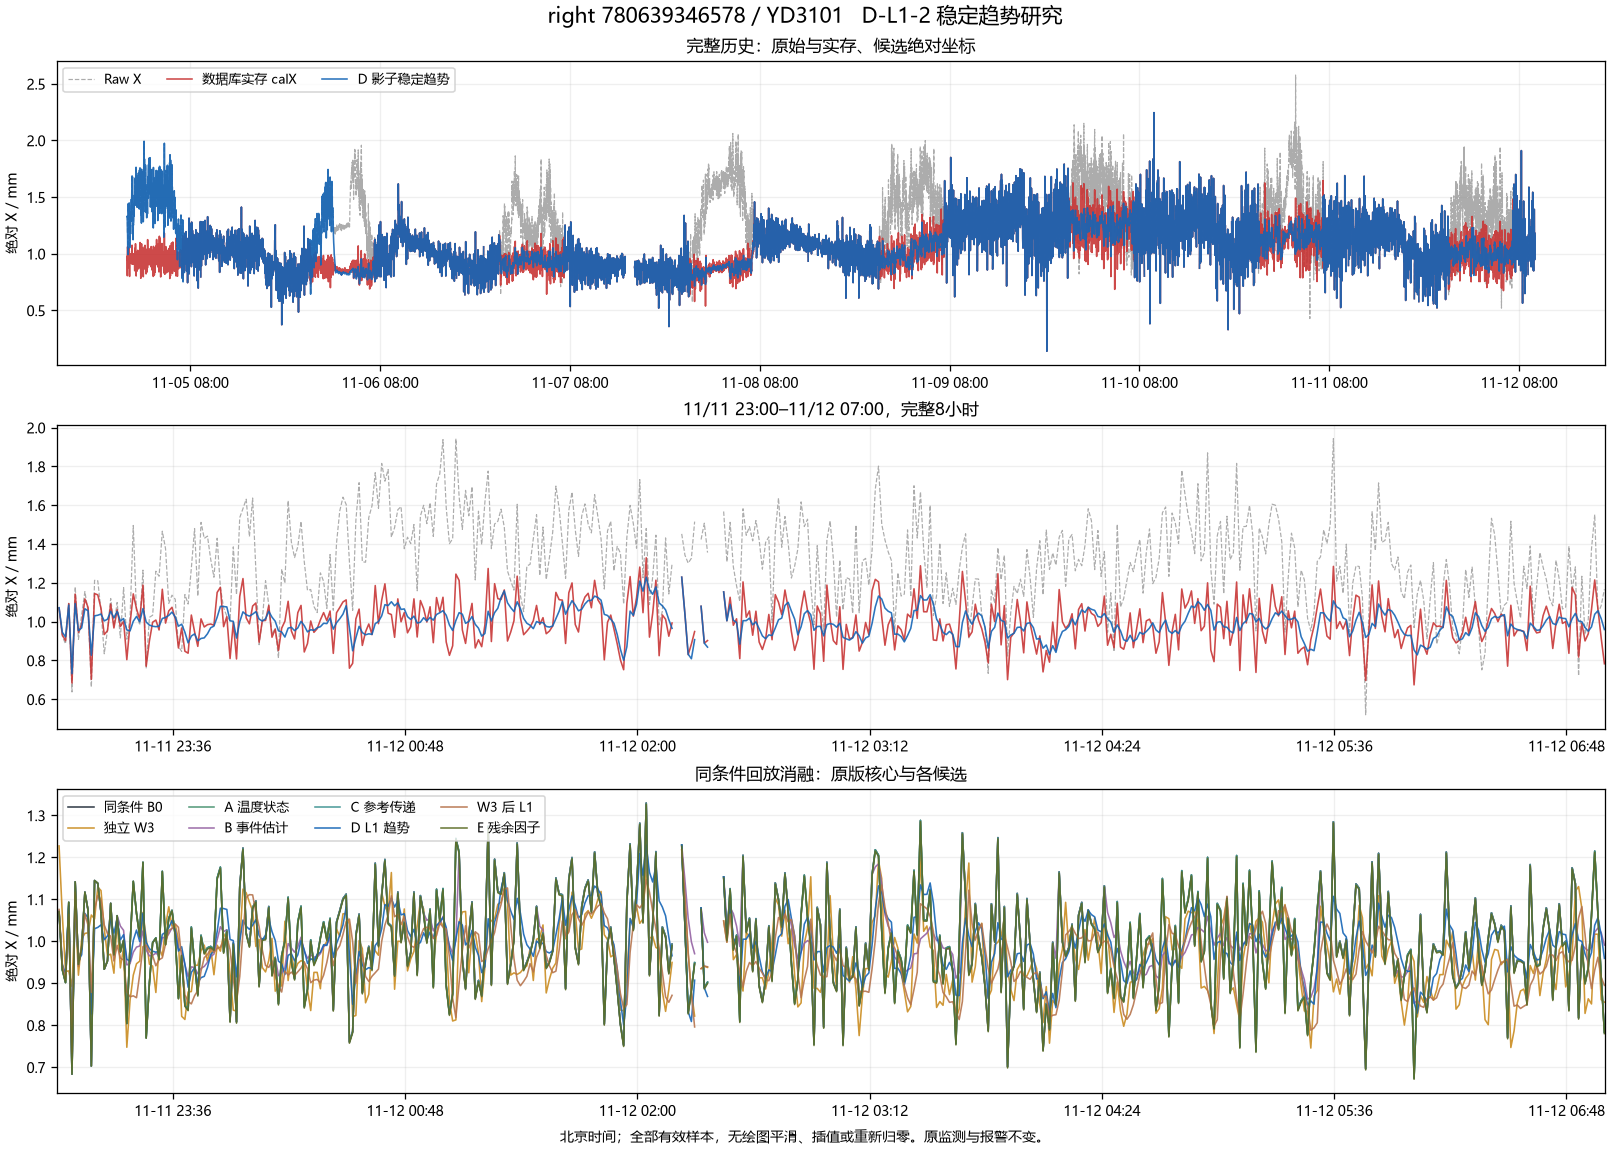 right 780639346578 / YD3101   D-L1-2 稳定趋势研究
完整历史：原始与实存、候选绝对坐标
Raw X
数据库实存 calX
D 影子稳定趋势
绝对 X / mm
2.5
2.0
1.5
1.0
0.5
11-05 08:00
11-06 08:00
11-07 08:00
11-08 08:00
11-09 08:00
11-10 08:00
11-11 08:00
11-12 08:00
11/11 23:00–11/12 07:00，完整8小时
绝对 X / mm
2.0
1.8
1.6
1.4
1.2
1.0
0.8
0.6
11-11 23:36
11-12 00:48
11-12 02:00
11-12 03:12
11-12 04:24
11-12 05:36
11-12 06:48
同条件回放消融：原版核心与各候选
同条件 B0
A 温度状态
C 参考传递
W3 后 L1
独立 W3
B 事件估计
D L1 趋势
E 残余因子
绝对 X / mm
1.3
1.2
1.1
1.0
0.9
0.8
0.7
11-11 23:36
11-12 00:48
11-12 02:00
11-12 03:12
11-12 04:24
11-12 05:36
11-12 06:48
北京时间；全部有效样本，无绘图平滑、插值或重新归零。原监测与报警不变。